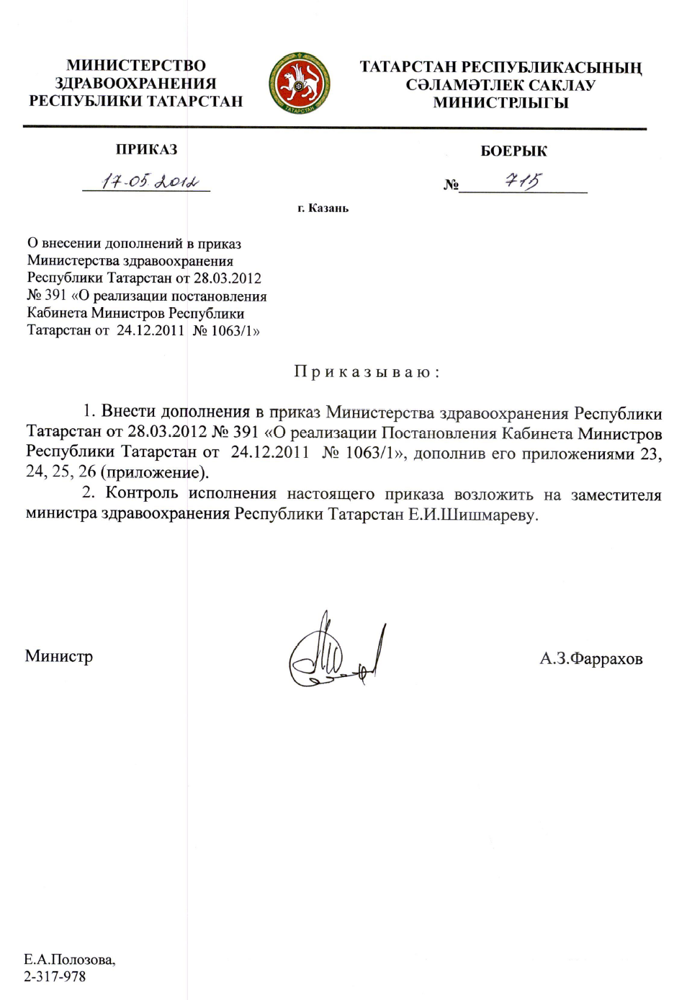 МИНИСТЕРСТВО
ЗДРАВООХРАНЕНИЯ
РЕСПУБЛИКИ ТАТАРСТАН
ТАТАРСТАН
ТАТАРСТАН РЕСПУБЛИКАСЫНЫҢ
СӘЛАМӘТЛЕК САКЛАУ
МИНИСТРЛЫГЫ
ПРИКАЗ
БОЕРЫК
17.05.2012
№ 715
г. Казань
О внесении дополнений в приказ
Министерства здравоохранения
Республики Татарстан от 28.03.2012
№ 391 «О реализации постановления
Кабинета Министров Республики
Татарстан от 24.12.2011 № 1063/1»
П р и к а з ы в а ю :
1. Внести дополнения в приказ Министерства здравоохранения Республики
Татарстан от 28.03.2012 № 391 «О реализации Постановления Кабинета Министров
Республики Татарстан от 24.12.2011 № 1063/1», дополнив его приложениями 23,
24, 25, 26 (приложение).
2. Контроль исполнения настоящего приказа возложить на заместителя
министра здравоохранения Республики Татарстан Е.И.Шишмареву.
Министр
А.З.Фаррахов
Е.А.Полозова,
2-317-978